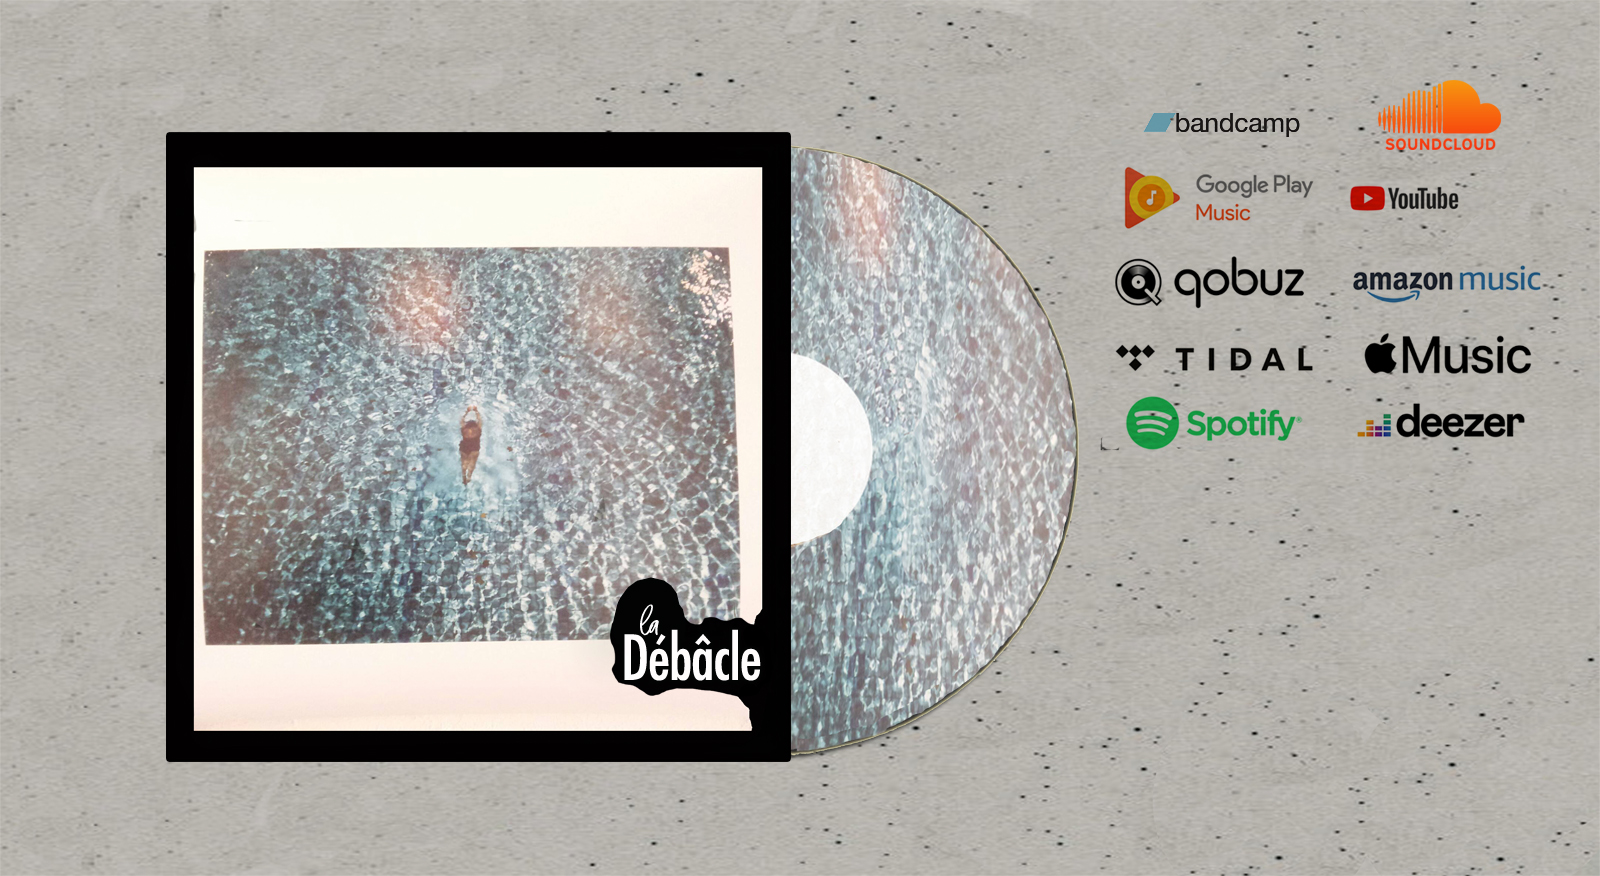 la
Débâcle
bandcamp
SOUNDCLOUD
Google Play
Music
YouTube
qobuz
amazon music
TIDAL
Music
Spotify
deezer